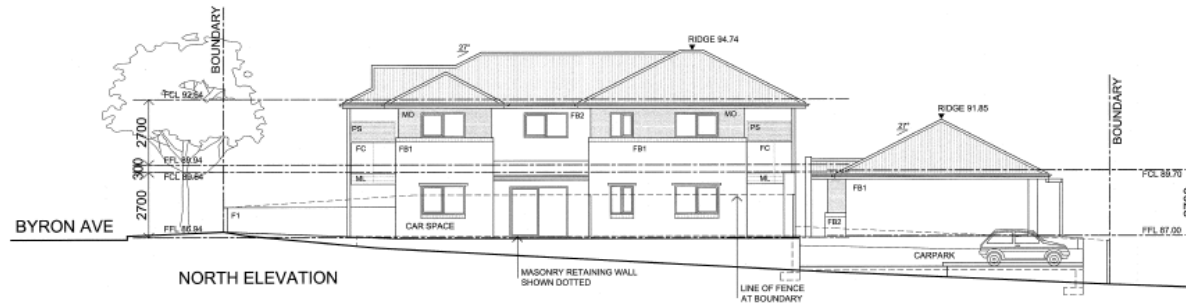 BOUNDARY
27°
RIDGE 94.74
FCL 92.64
2700
MO
FB2
MO
PS
PS
RIDGE 91.85
27°
BOUNDARY
FC
FB1
FB1
FC
FFL 89.94
300
FCL 89.64
ML
ML
FCL 89.70
FB1
2700
F1
FB2
2700
BYRON AVE
FFL 86.94
CAR SPACE
FFL 87.00
CARPARK
NORTH ELEVATION
MASONRY RETAINING WALL
SHOWN DOTTED
LINE OF FENCE
AT BOUNDARY